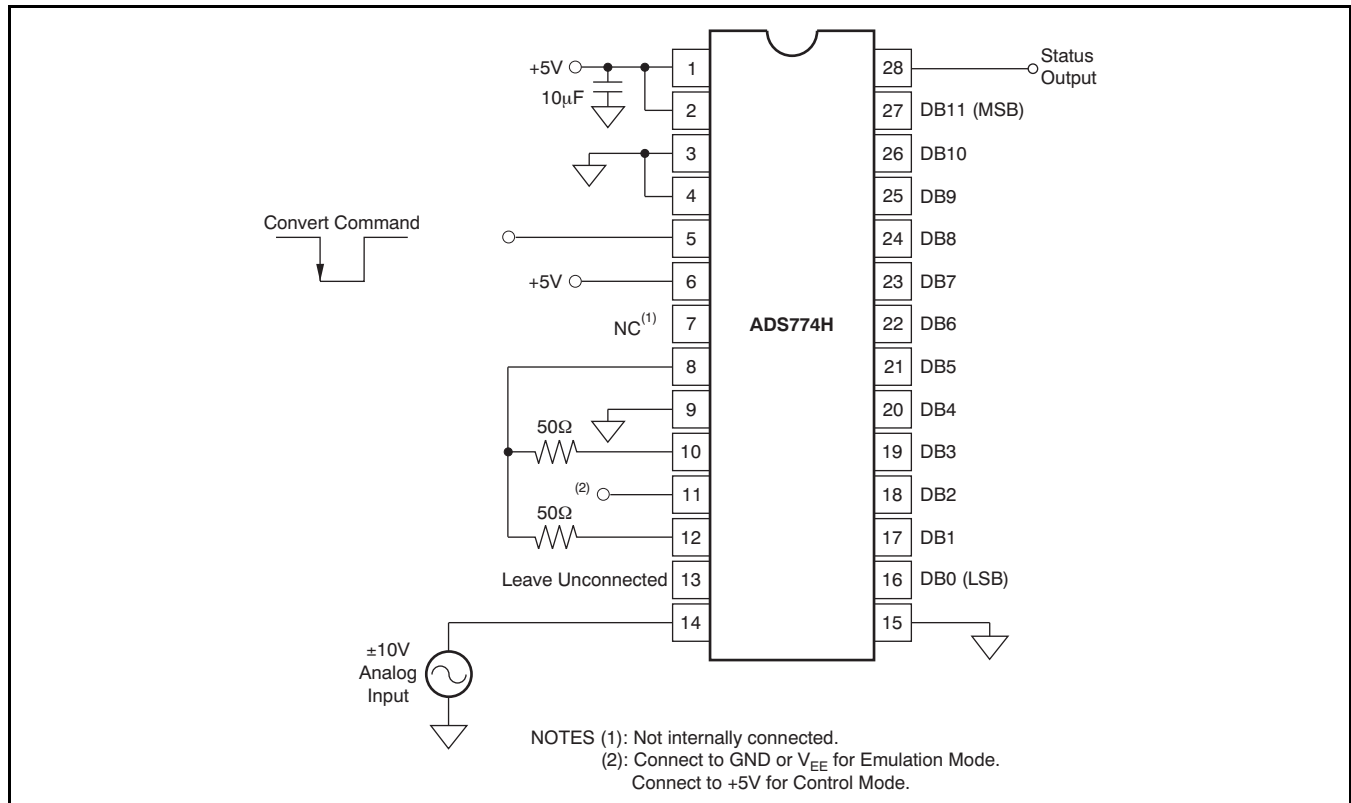 +5V
10µF
1
2
3
4
Convert Command
5
+5V
6
NC(1)
7
8
9
50Ω
10
(2)
11
50Ω
12
Leave Unconnected
13
14
±10V
Analog
Input
ADS774H
28
Status
Output
27
DB11 (MSB)
26
DB10
25
DB9
24
DB8
23
DB7
22
DB6
21
DB5
20
DB4
19
DB3
18
DB2
17
DB1
16
DB0 (LSB)
15
NOTES (1): Not internally connected.
(2): Connect to GND or VEE for Emulation Mode.
Connect to +5V for Control Mode.